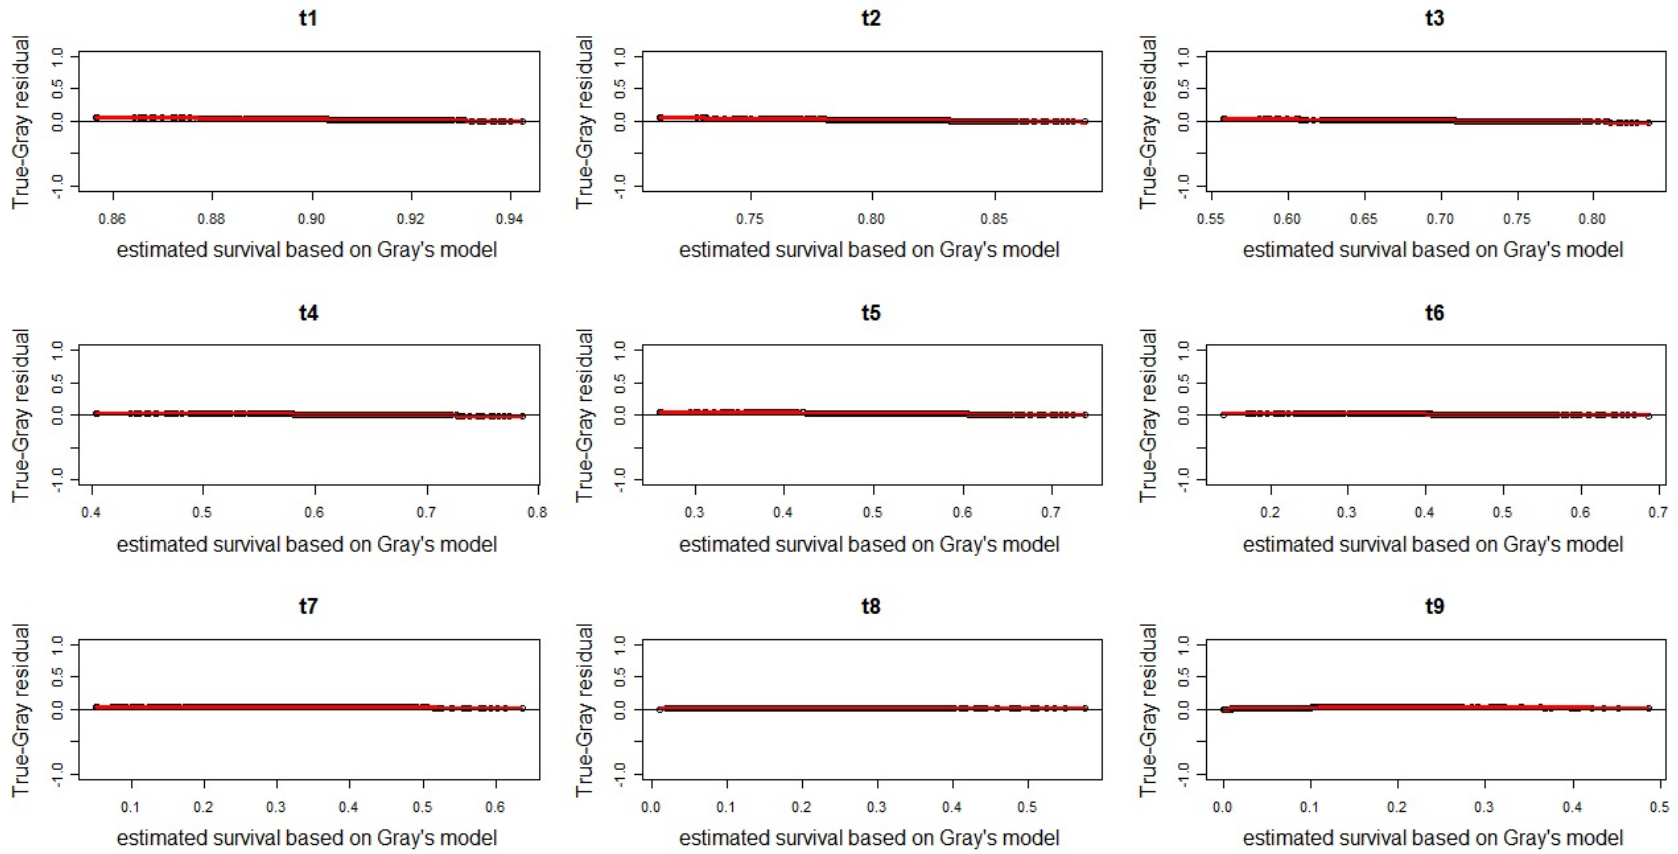 t1
t2
t3
True-Gray residual
1.0
0.5
0.0
-1.0
True-Gray residual
1.0
0.5
0.0
-1.0
True-Gray residual
1.0
0.5
0.0
-1.0
0.86 0.88 0.90 0.92 0.94
0.75 0.80 0.85
0.55 0.60 0.65 0.70 0.75 0.80
estimated survival based on Gray's model
estimated survival based on Gray's model
estimated survival based on Gray's model
t4
t5
t6
True-Gray residual
1.0
0.5
0.0
-1.0
True-Gray residual
1.0
0.5
0.0
-1.0
True-Gray residual
1.0
0.5
0.0
-1.0
0.4 0.5 0.6 0.7 0.8
0.3 0.4 0.5 0.6 0.7
0.2 0.3 0.4 0.5 0.6 0.7
estimated survival based on Gray's model
estimated survival based on Gray's model
estimated survival based on Gray's model
t7
t8
t9
True-Gray residual
1.0
0.5
0.0
-1.0
True-Gray residual
1.0
0.5
0.0
-1.0
True-Gray residual
1.0
0.5
0.0
-1.0
0.1 0.2 0.3 0.4 0.5 0.6
0.0 0.1 0.2 0.3 0.4 0.5
0.0 0.1 0.2 0.3 0.4 0.5
estimated survival based on Gray's model
estimated survival based on Gray's model
estimated survival based on Gray's model